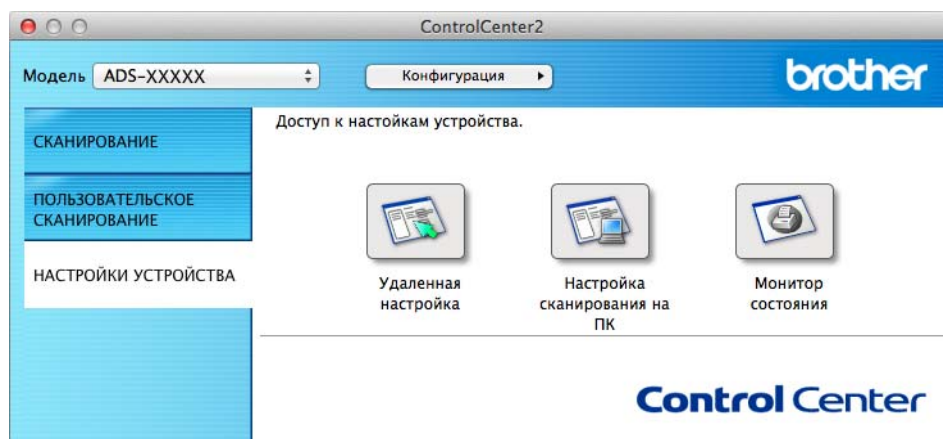 ControlCenter2
Модель ADS-XXXXX Конфигурация
brother
СКАНИРОВАНИЕ
ПОЛЬЗОВАТЕЛЬСКОЕ
СКАНИРОВАНИЕ
НАСТРОЙКИ УСТРОЙСТВА
Доступ к настойкам устройства.
Удаленная
настройка
Настройка
сканирования на
ПК
Монитор
состояния
Control Center